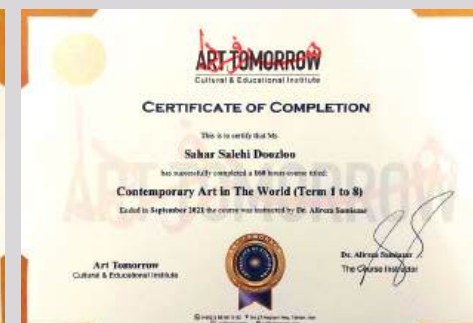 ART TOMORROW
Cultural & Educational Institute
CERTIFICATE OF COMPLETION
This is to certify that Ms
Sahar Salehi Doozloo
has successfully completed a 160 hours course titled:
Contemporary Art in The World (Term 1 to 8)
Ended in September 2021 the course was instructed by Dr. Alireza
Art Tomorrow
Cultural & Educational Institute
Dr. Alireza
The Course Instructor